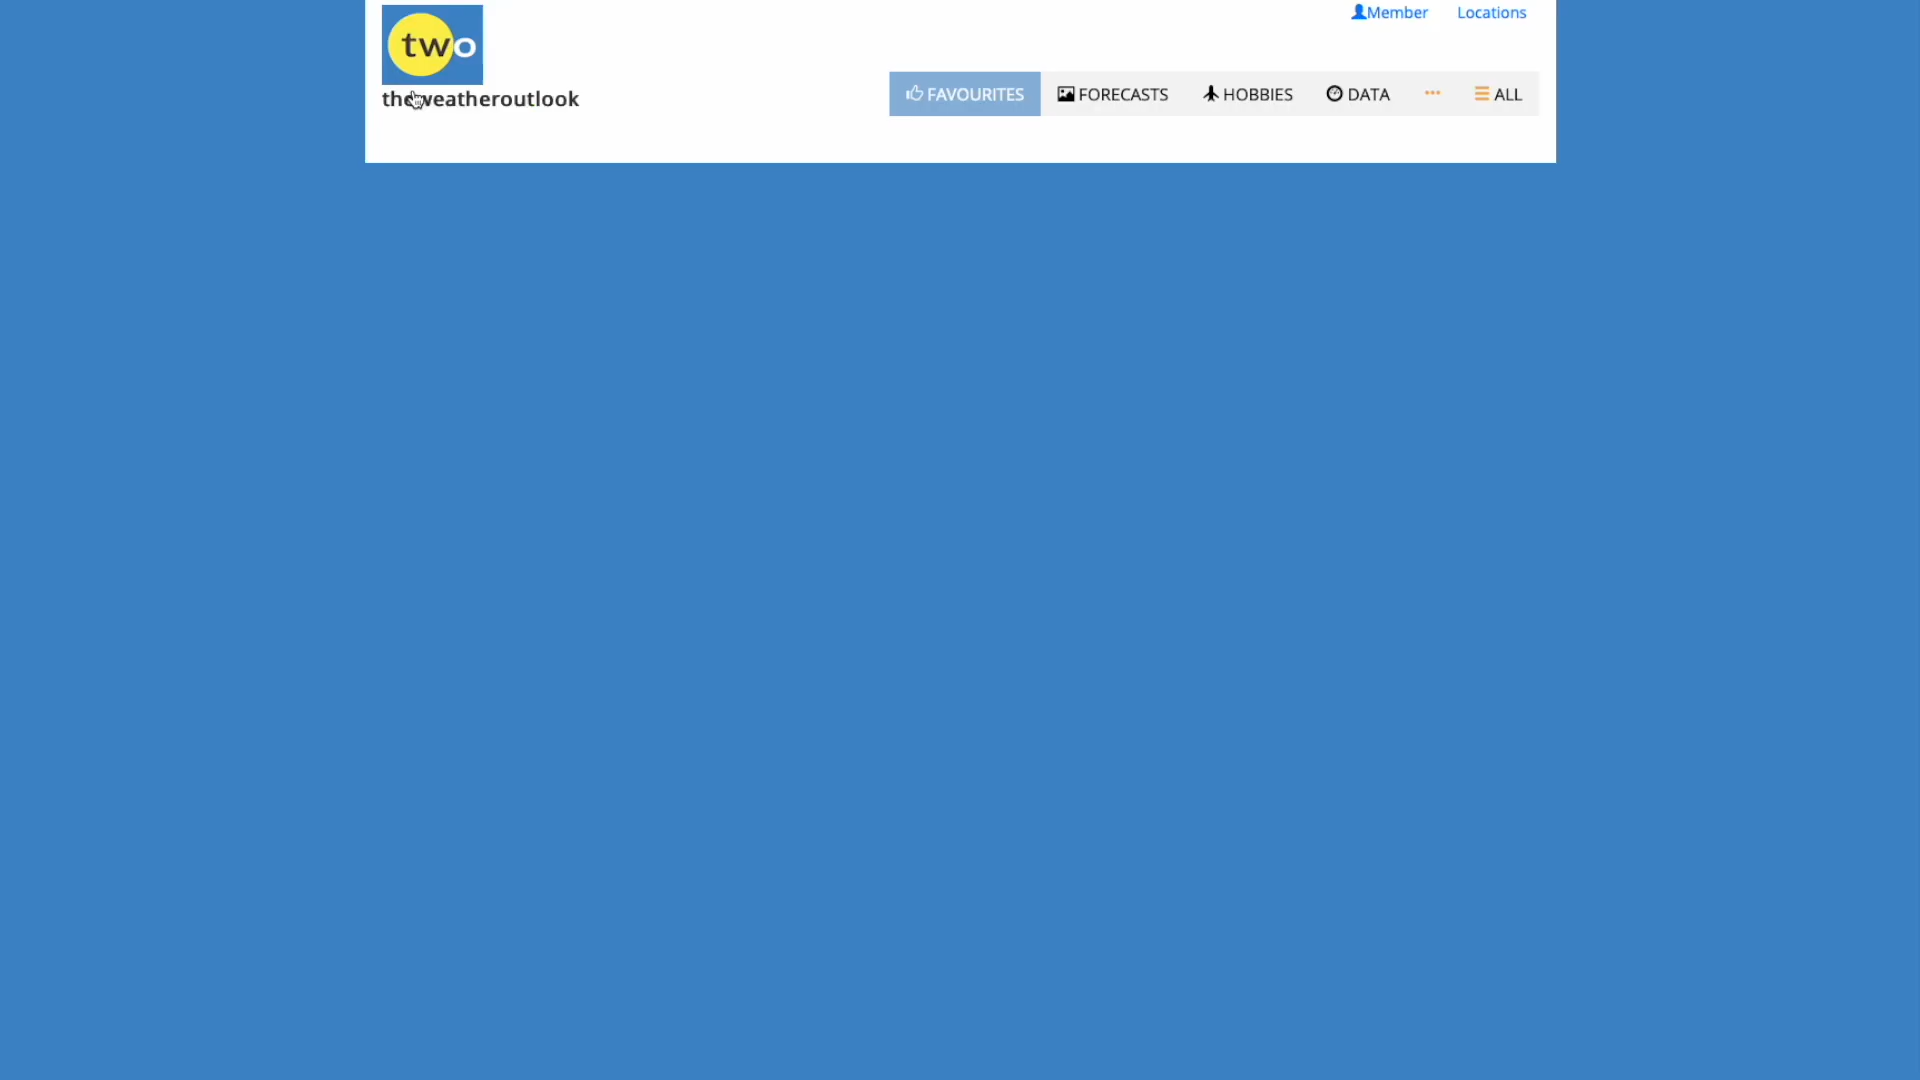 two
theweatheroutlook
Member Locations
FAVOURITES FORECASTS HOBBIES DATA ... ALL